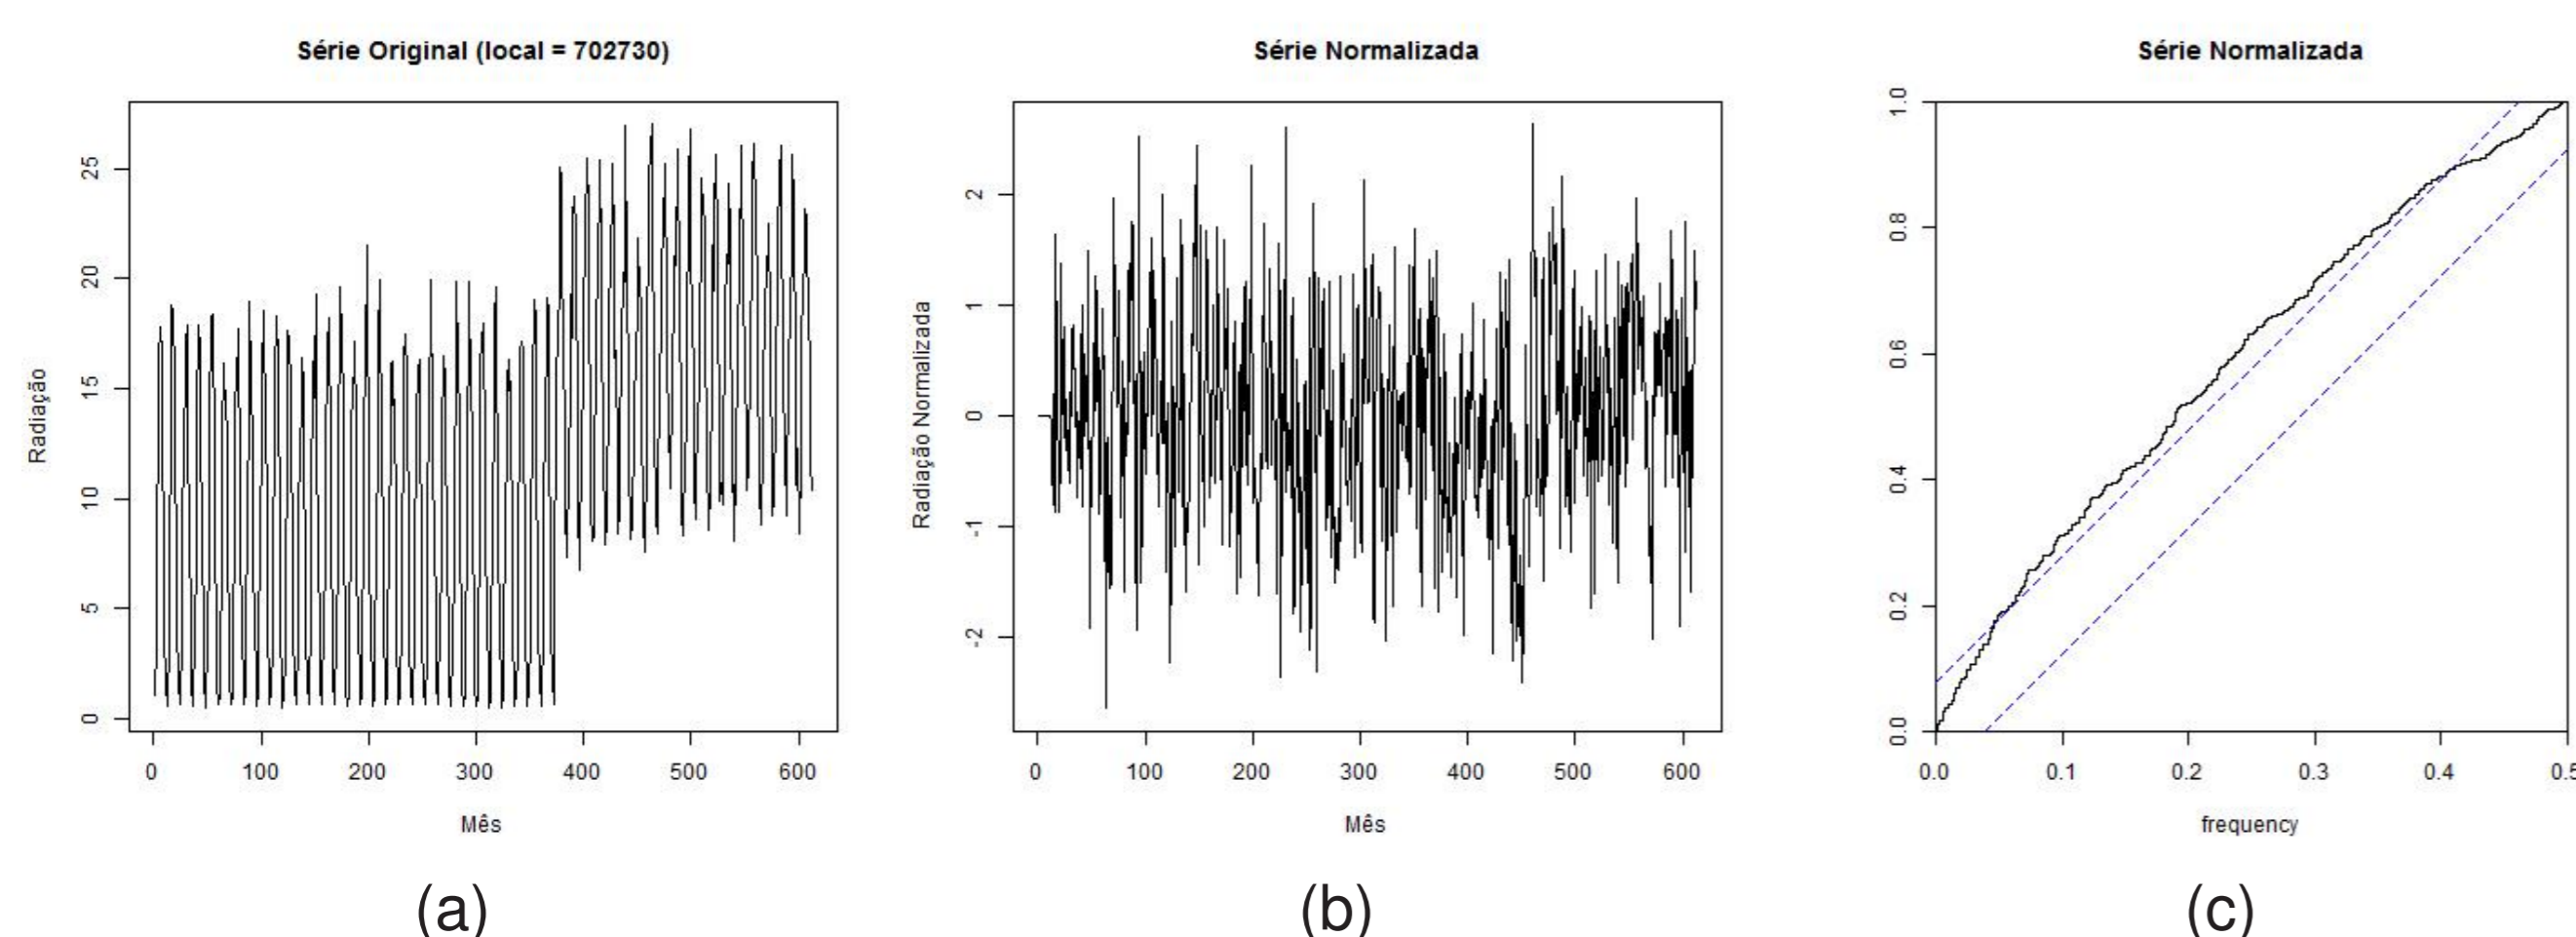 Série Original (local = 702730)
Radiação
25
20
15
10
5
0
0 100 200 300 400 500 600
Mês
(a)
Série Normalizada
Radiação Normalizada
2
1
0
-1
-2
0 100 200 300 400 500 600
Mês
(b)
Série Normalizada
1.0
0.8
0.6
0.4
0.2
0.0
0.0 0.1 0.2 0.3 0.4 0.5
frequency
(c)